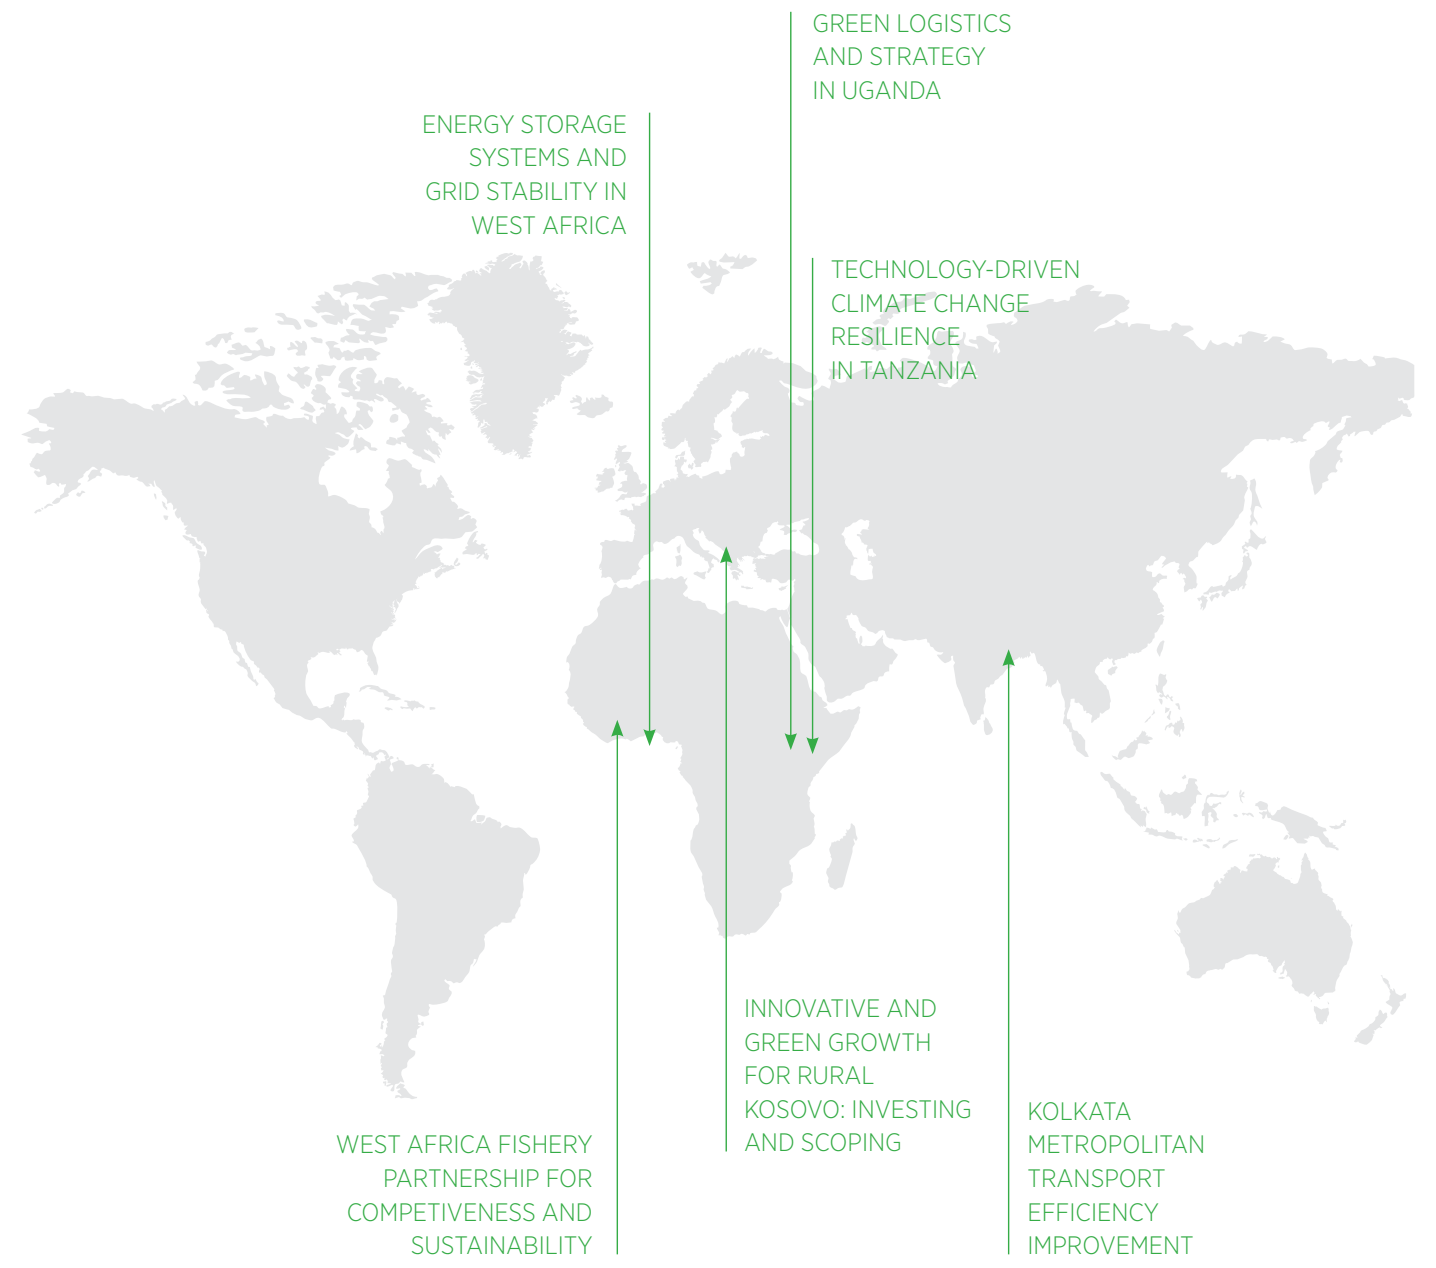 GREEN LOGISTICS
AND STRATEGY
IN UGANDA
ENERGY STORAGE
SYSTEMS AND
GRID STABILITY IN
WEST AFRICA
TECHNOLOGY-DRIVEN
CLIMATE CHANGE
RESILIENCE
IN TANZANIA
INNOVATIVE AND
GREEN GROWTH
FOR RURAL
KOSOVO: INVESTING
AND SCOPING
KOLKATA
METROPOLITAN
TRANSPORT
EFFICIENCY
IMPROVEMENT
WEST AFRICA FISHERY
PARTNERSHIP FOR
COMPETIVENESS AND
SUSTAINABILITY